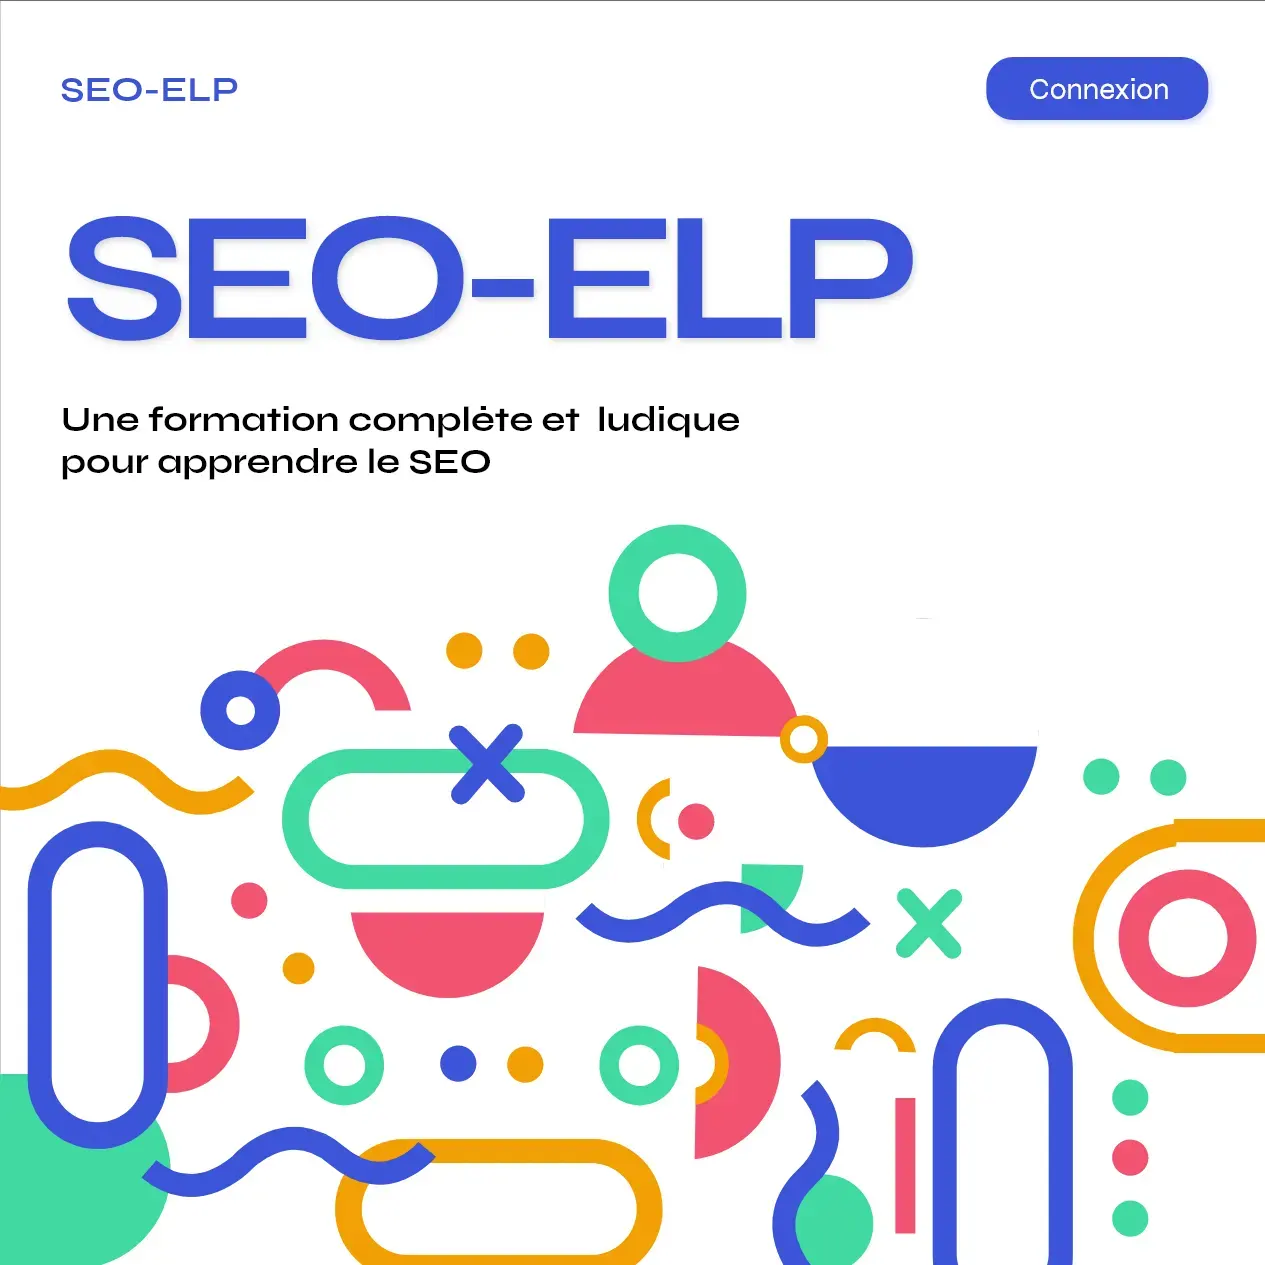 SEO-ELP
Connexion
SEO-ELP
Une formation complète et ludique
pour apprendre le SEO